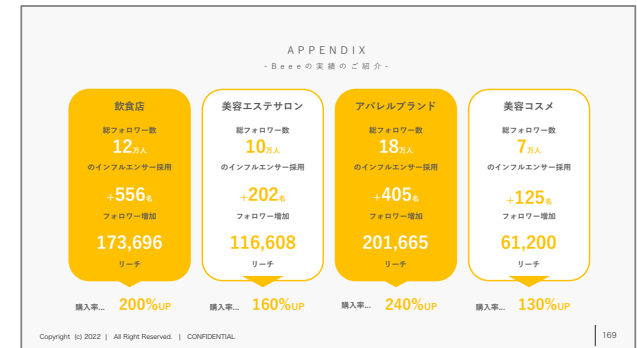 APPENDIX
-Beeeの実績のご紹介-
飲食店
総フォロワー数
12万人
のインフルエンサー採用
+556名
フォロワー増加
173,696
リーチ
購入率... 200%UP
美容エステサロン
総フォロワー数
10万人
のインフルエンサー採用
+202名
フォロワー増加
116,608
リーチ
購入率... 160%UP
アパレルブランド
総フォロワー数
18万人
のインフルエンサー採用
+405名
フォロワー増加
201,665
リーチ
購入率... 240%UP
美容コスメ
総フォロワー数
7万人
のインフルエンサー採用
+125名
フォロワー増加
61,200
リーチ
購入率... 130%UP
Copyright (c) 2022 | All Right Reserved. | CONFIDENTIAL
169